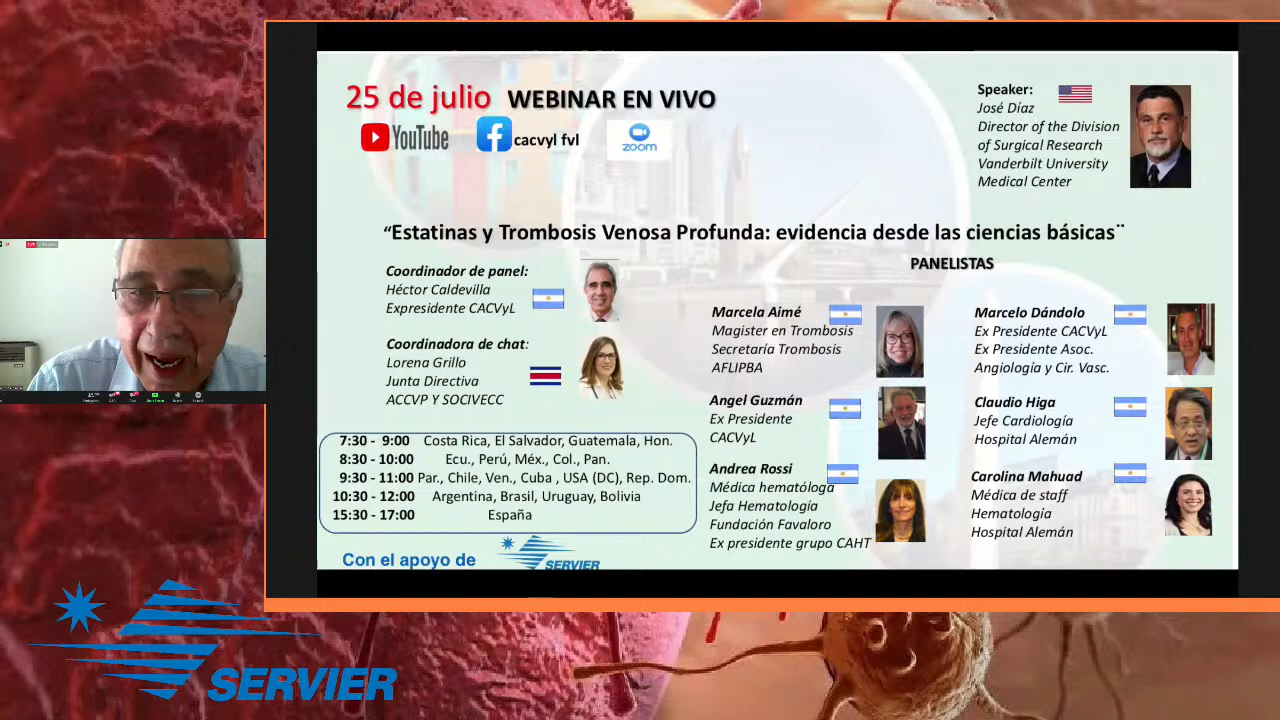 25 de julio WEBINAR EN VIVO
YouTube
cacvyl fvl
zoom
Speaker:
José Díaz
Director of the Division
of Surgical Research
Vanderbilt University
Medical Center
“Estatinas y Trombosis Venosa Profunda: evidencia desde las ciencias básicas¨
PANELISTAS
Coordinador de panel:
Héctor Caldevilla
Expresidente CACVyL
Coordinadora de chat:
Lorena Grillo
Junta Directiva
ACCVP Y SOCIVECC
Marcela Aimé
Magister en Trombosis
Secretaría Trombosis
AFLIPBA
Angel Guzmán
Ex Presidente
CACVyL
Andrea Rossi
Médica hematóloga
Jefa Hematología
Fundación Favaloro
Ex presidente grupo CAHT
Marcelo Dándolo
Ex Presidente CACVyL
Ex Presidente Asoc.
Angiología y Cir. Vasc.
Claudio Higa
Jefe Cardiología
Hospital Alemán
Carolina Mahuad
Médica de staff
Hematología
Hospital Alemán
7:30 - 9:00 Costa Rica, El Salvador, Guatemala, Hon.
8:30 - 10:00 Ecu., Perú, Méx., Col., Pan.
9:30 - 11:00 Par., Chile, Ven., Cuba , USA (DC), Rep. Dom.
10:30 - 12:00 Argentina, Brasil, Uruguay, Bolivia
15:30 - 17:00 España
Con el apoyo de
SERVIER
SERVIER